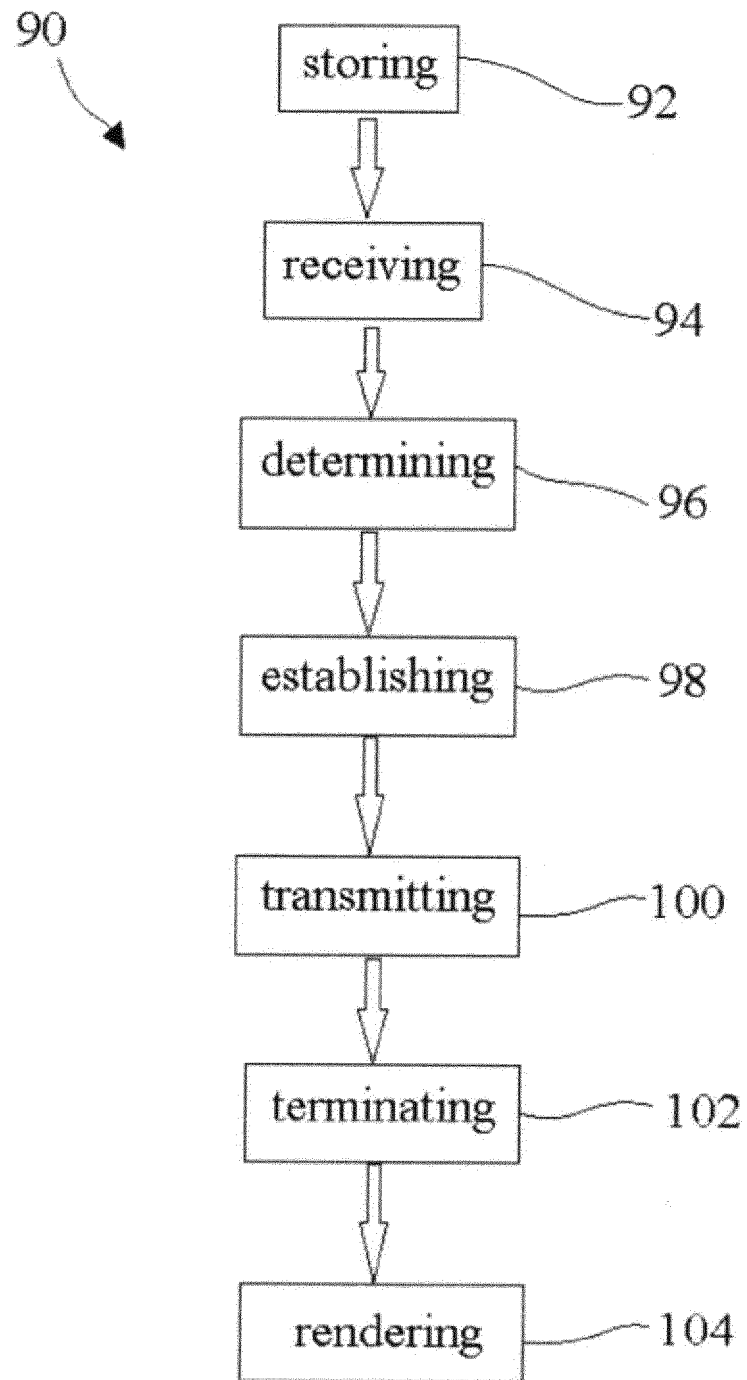 90
storing
92
receiving
94
determining
96
establishing
98
transmitting
100
terminating
102
rendering
104